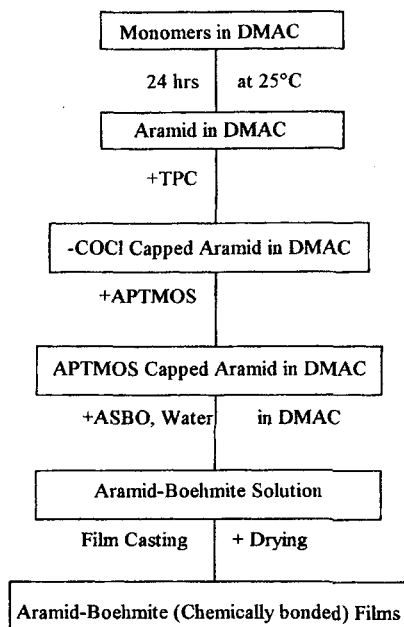 Monomers in DMAC
24 hrs at 25°C
Aramid in DMAC
+TPC
-COCl Capped Aramid in DMAC
+APTMOS
APTMOS Capped Aramid in DMAC
+ASBO, Water in DMAC
Aramid-Boehmite Solution
Film Casting + Drying
Aramid-Boehmite (Chemically bonded) Films